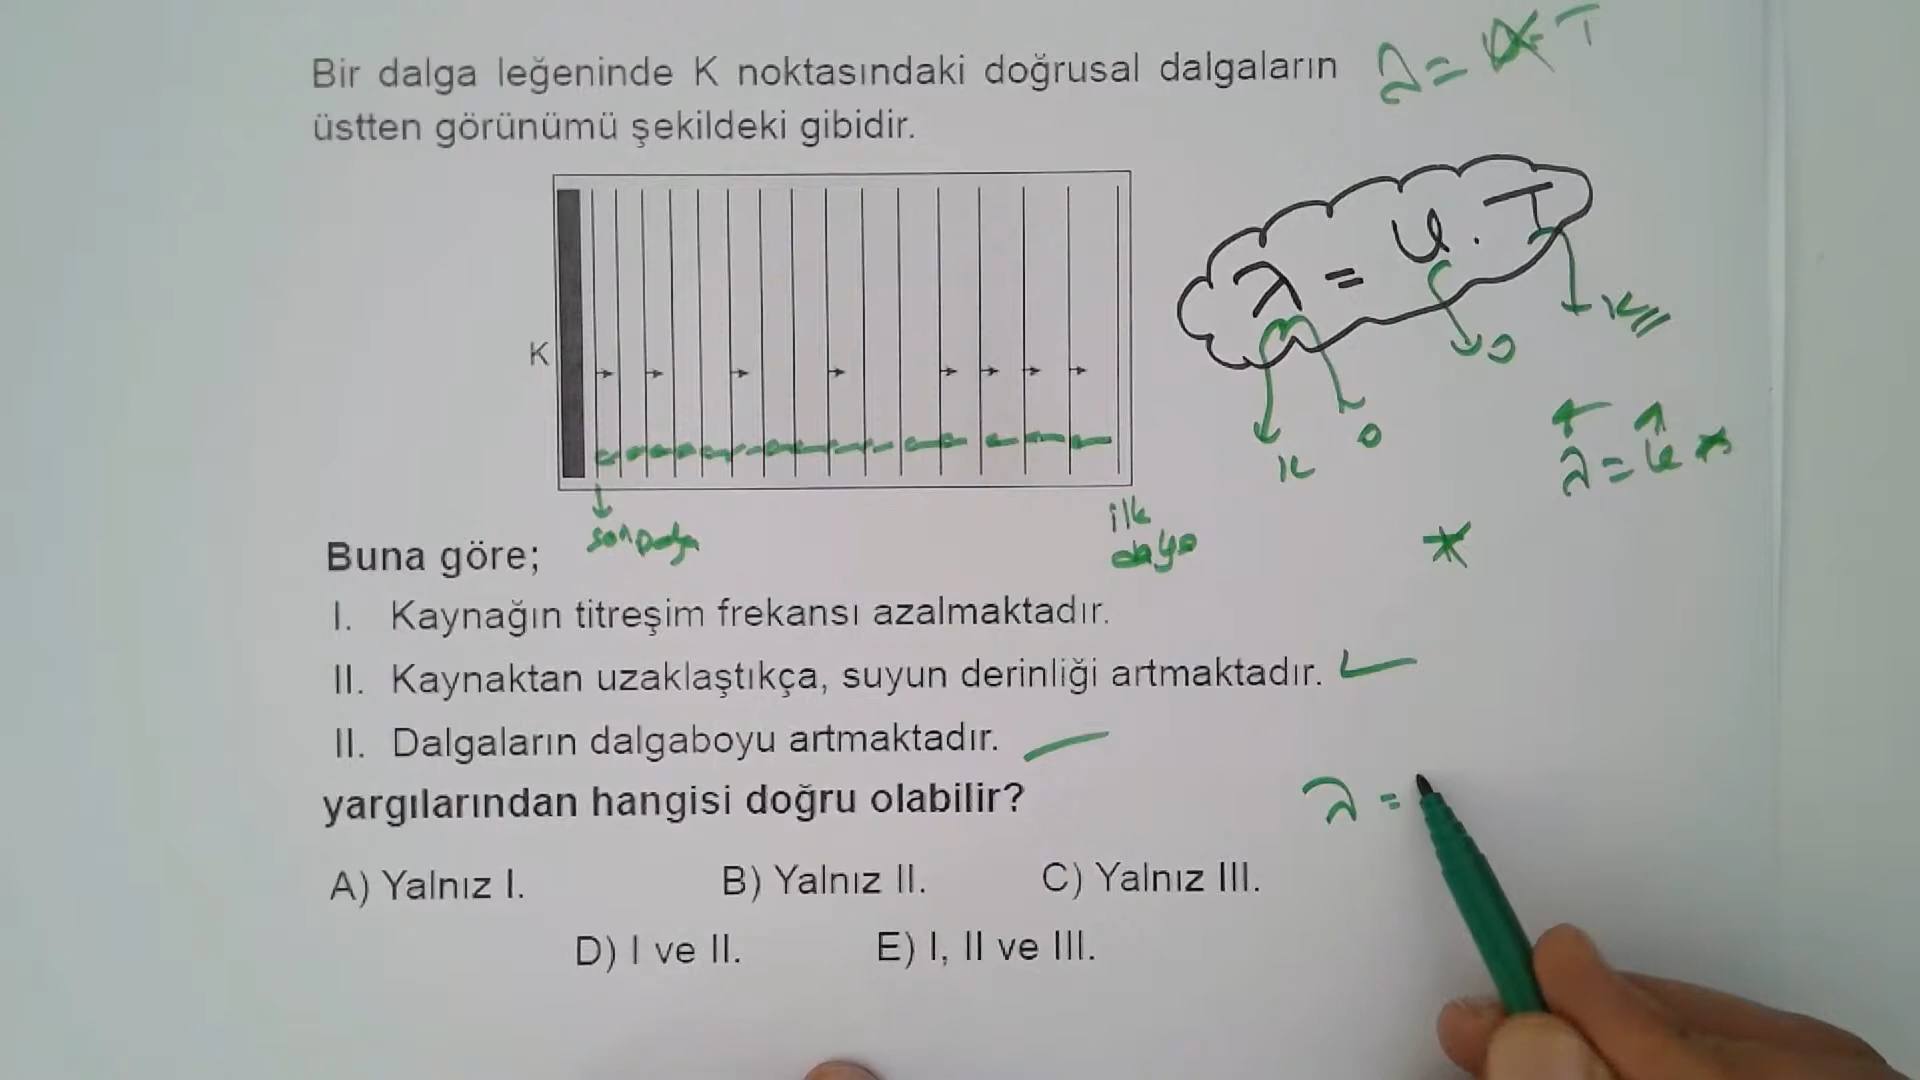 Bir dalga leğeninde K noktasındaki doğrusal dalgaların
üstten görünümü şekildeki gibidir.
λ = T
λ = υ . T
K
K
O
O
λ = υ
son Dalga
ilk
dalga
Buna göre;
I. Kaynağın titreşim frekansı azalmaktadır.
II. Kaynaktan uzaklaştıkça, suyun derinliği artmaktadır.
II. Dalgaların dalgaboyu artmaktadır.
yargılarından hangisi doğru olabilir?
λ =
A) Yalnız I. B) Yalnız II. C) Yalnız III.
D) I ve II. E) I, II ve III.